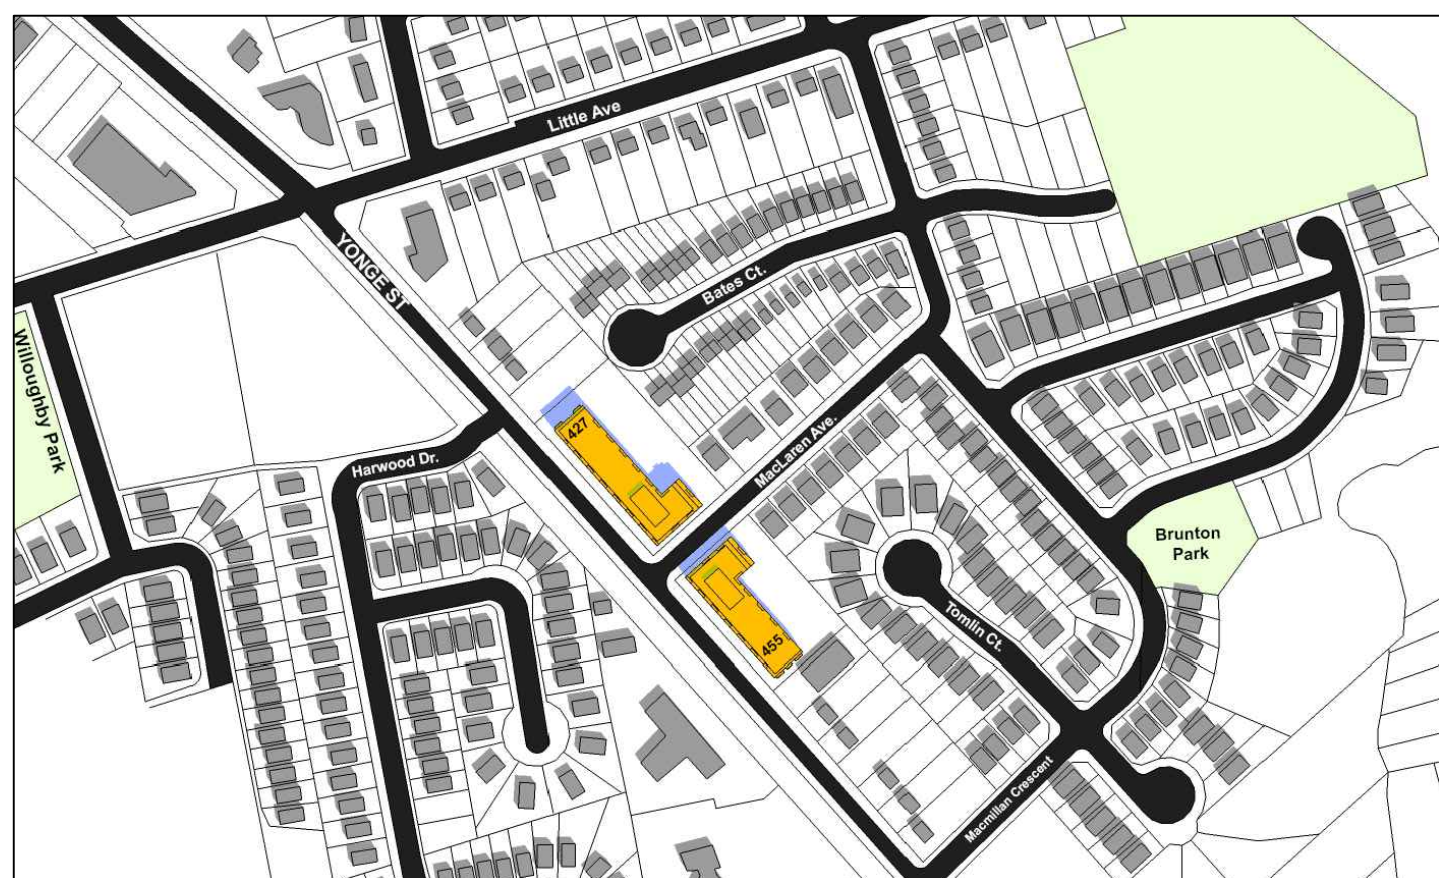 Little Ave
YONGE ST
Bates Ct.
Willoughby Park
427
MacLaren Ave.
Harwood Dr.
Brunton
Park
455
Tomlin Ct.
Macmillan Crescent